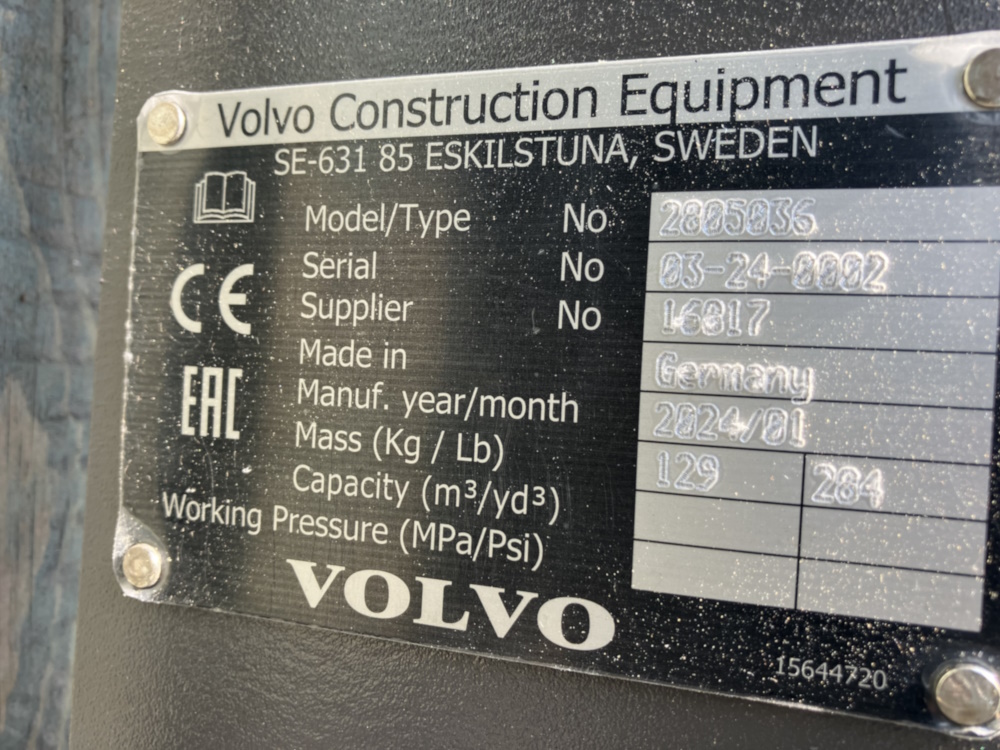 Volvo Construction Equipment
SE-631 85 ESKILSTUNA, SWEDEN
Model/Type No 2805036
Serial No 03-24-0002
Supplier No 16817
Made in Germany
Manuf. year/month 2024/01
Mass (Kg / Lb) 129 284
Capacity (m³/yd³)
Working Pressure (MPa/Psi)
CE
EAC
VOLVO
15644720